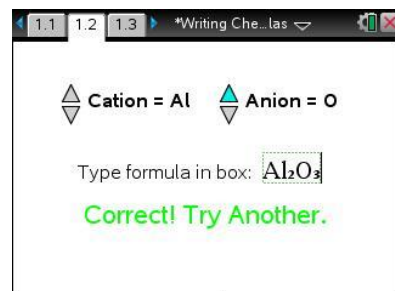 1.1 1.2 1.3 *Writing Che...las
Cation = Al Anion = O
Type formula in box: Al₂O₃
Correct! Try Another.